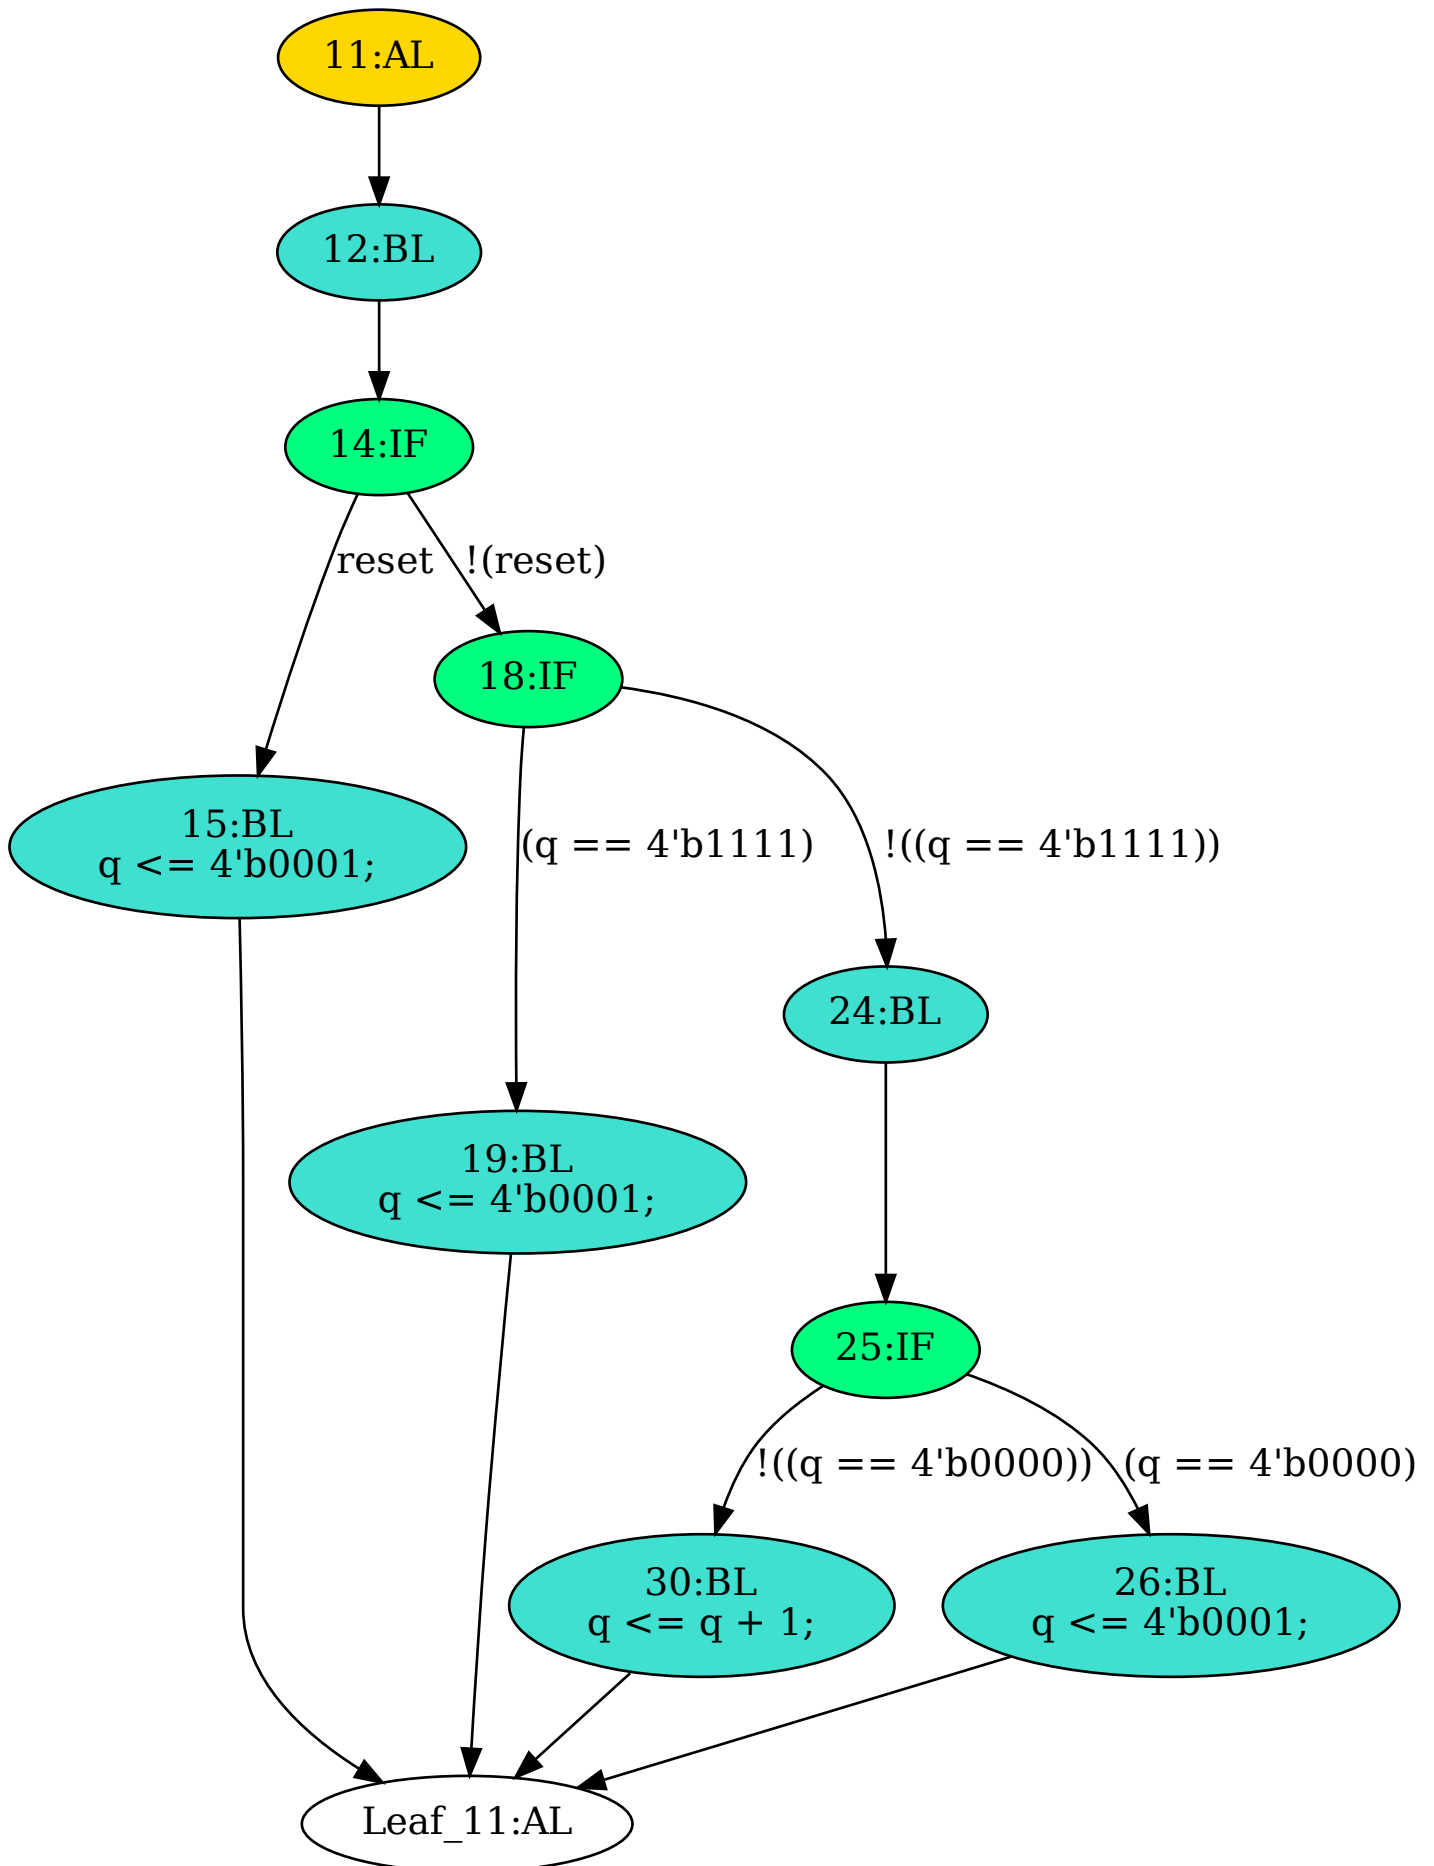 11:AL
12:BL
14:IF
reset
!(reset)
18:IF
15:BL
q <= 4'b0001;
(q == 4'b1111)
!((q == 4'b1111))
24:BL
19:BL
q <= 4'b0001;
25:IF
!((q == 4'b0000))
(q == 4'b0000)
30:BL
q <= q + 1;
26:BL
q <= 4'b0001;
Leaf_11:AL